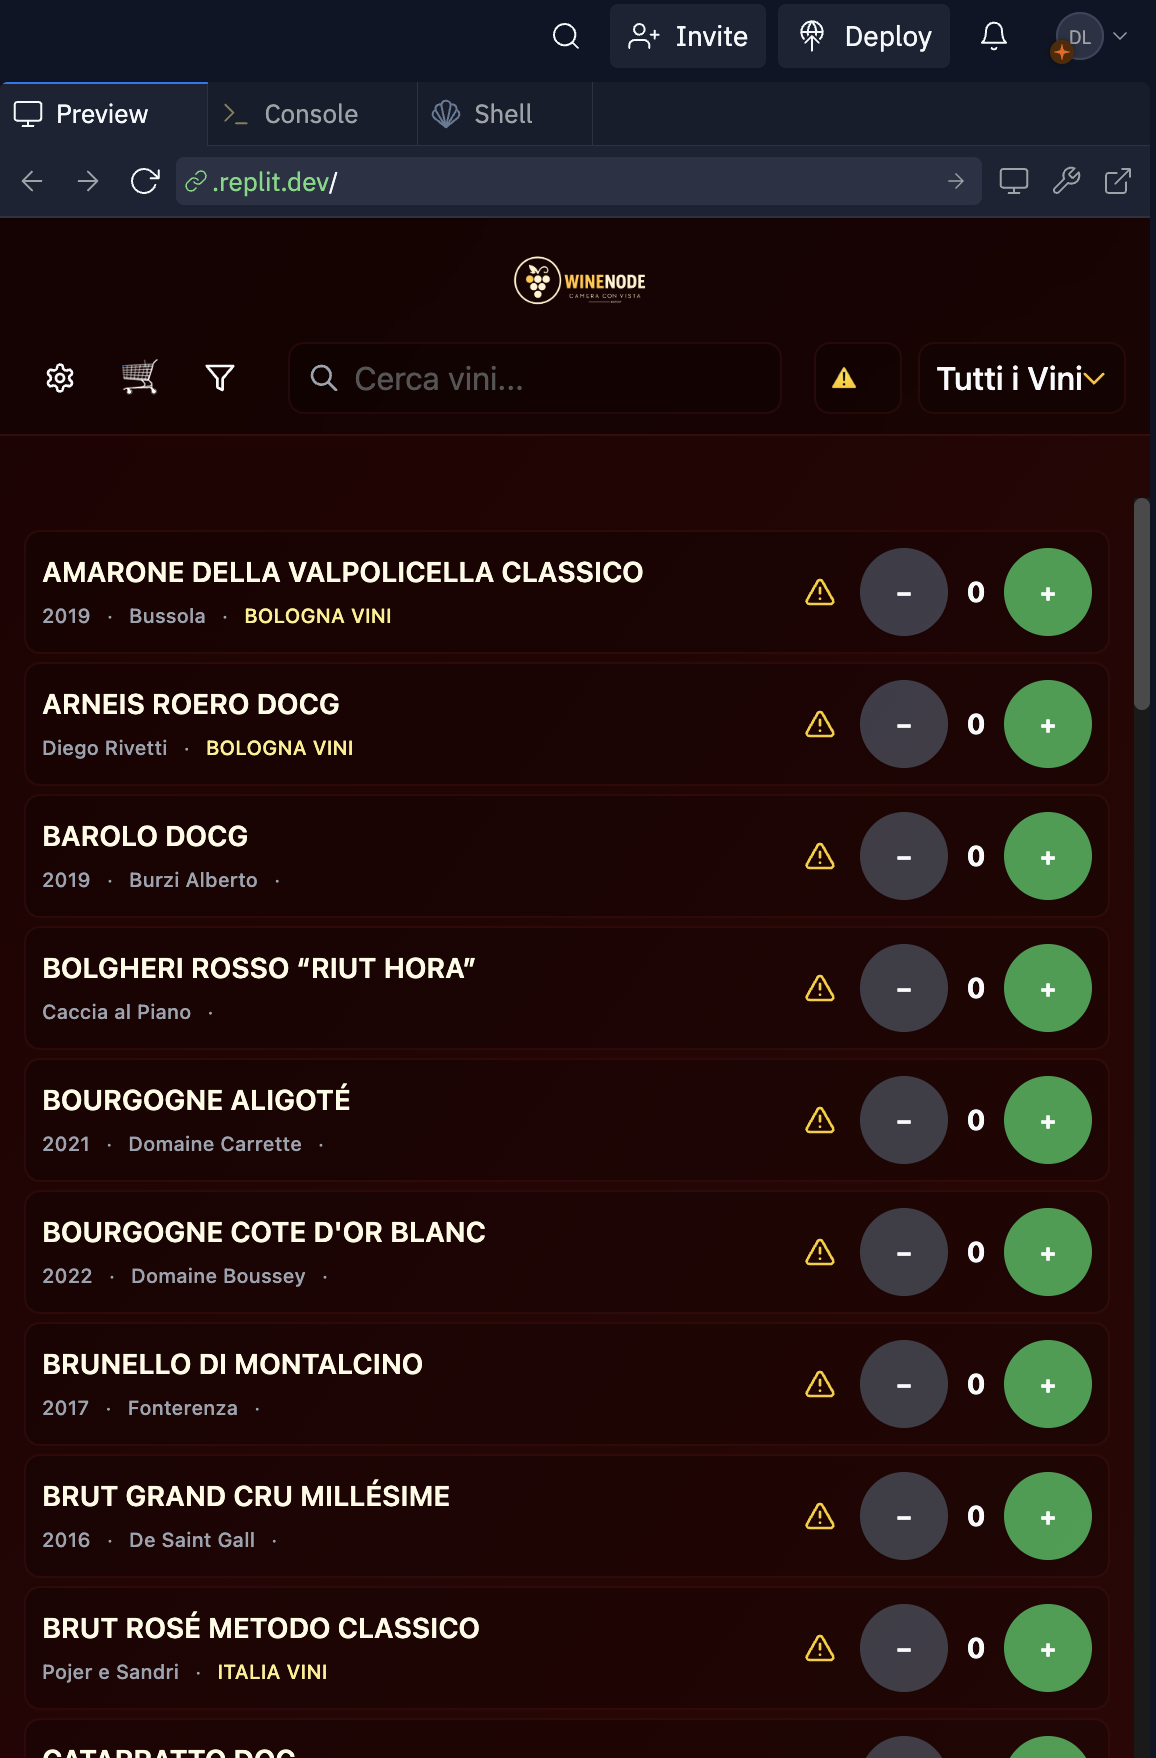 Invite
Deploy
DL
Preview
Console
Shell
.replit.dev/
WINENODE
CAMERA CON VISTA
Cerca vini...
Tutti i Vini
AMARONE DELLA VALPOLICELLA CLASSICO
2019 · Bussola · BOLOGNA VINI
- 0 +
ARNEIS ROERO DOCG
Diego Rivetti · BOLOGNA VINI
- 0 +
BAROLO DOCG
2019 · Burzi Alberto ·
- 0 +
BOLGHERI ROSSO “RIUT HORA”
Caccia al Piano ·
- 0 +
BOURGOGNE ALIGOTÉ
2021 · Domaine Carrette ·
- 0 +
BOURGOGNE COTE D'OR BLANC
2022 · Domaine Boussey ·
- 0 +
BRUNELLO DI MONTALCINO
2017 · Fonterenza ·
- 0 +
BRUT GRAND CRU MILLÉSIME
2016 · De Saint Gall ·
- 0 +
BRUT ROSÉ METODO CLASSICO
Pojer e Sandri · ITALIA VINI
- 0 +
CATARRATTO DOC